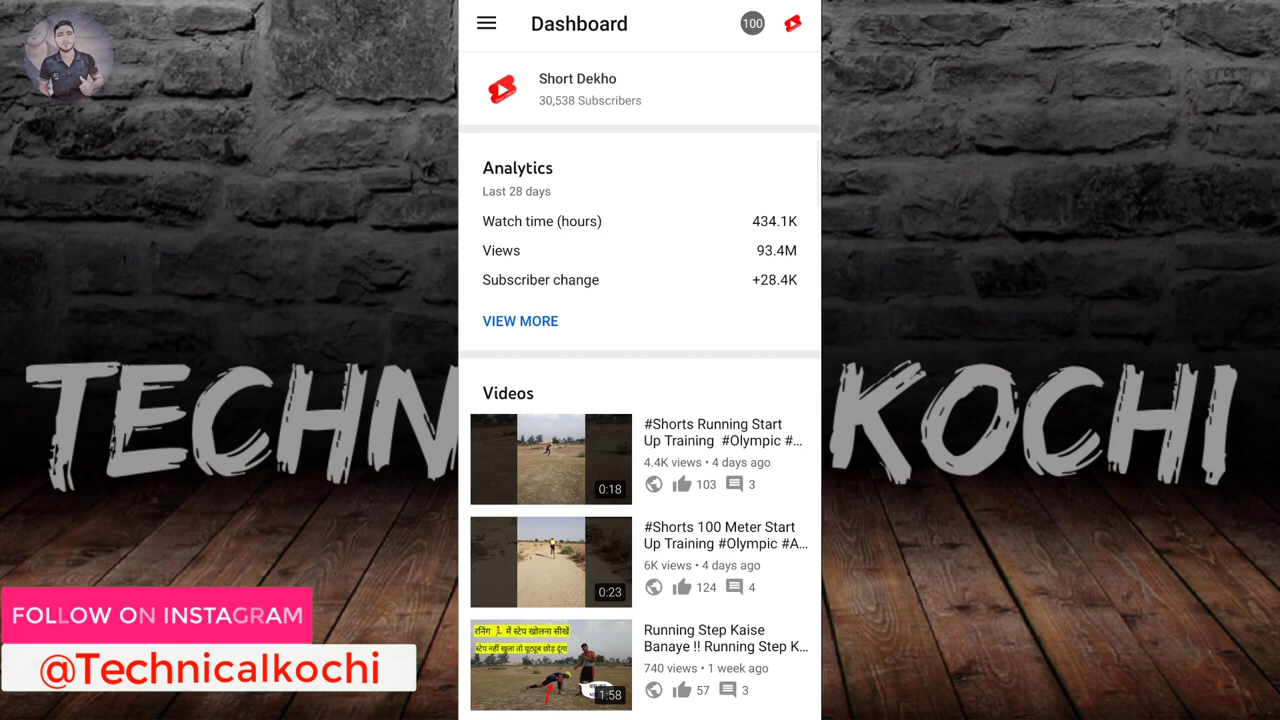 Dashboard
100
Short Dekho
30,538 Subscribers
Analytics
Last 28 days
Watch time (hours) 434.1K
Views 93.4M
Subscriber change +28.4K
VIEW MORE
TECHN KOCHI
Videos
#Shorts Running Start
Up Training #Olympic #...
4.4K views • 4 days ago
103 3
0:18
#Shorts 100 Meter Start
Up Training #Olympic #A...
6K views • 4 days ago
124 4
0:23
रनिंग में स्टेप खोलना सीखें
स्टेप नहीं खुला तो यूट्यूब छोड़ दूंगा
1:58
Running Step Kaise
Banaye !! Running Step K...
740 views • 1 week ago
57 3
FOLLOW ON INSTAGRAM
@Technicalkochi